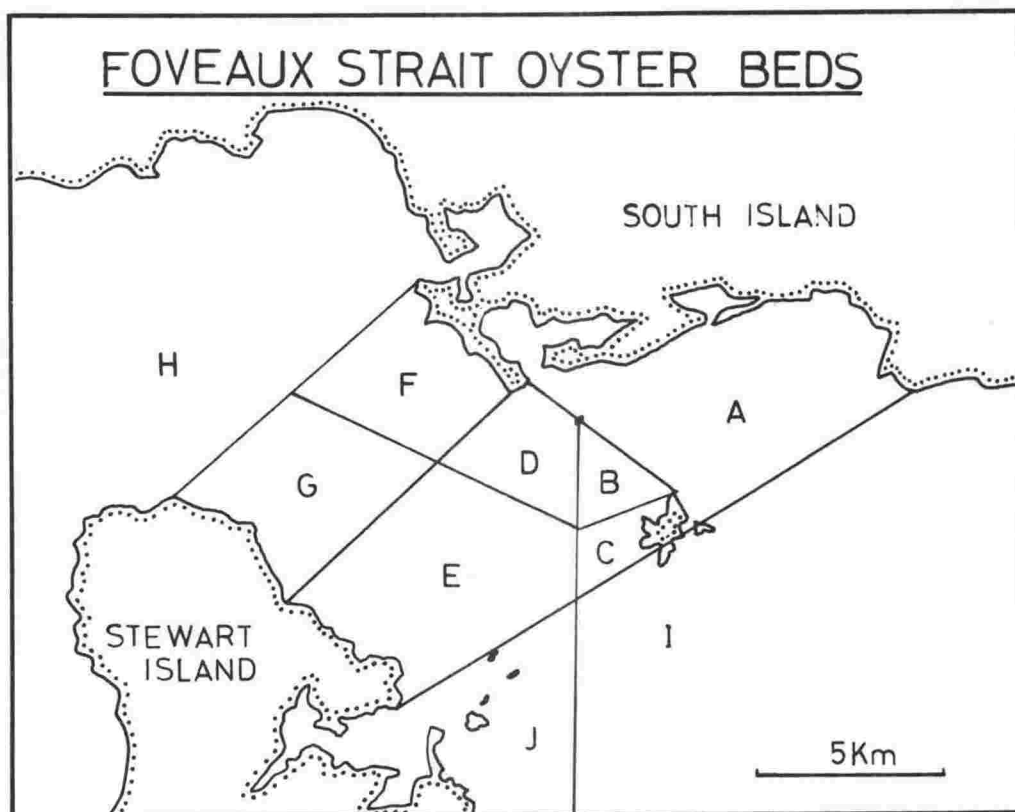 FOVEAUX STRAIT OYSTER BEDS
SOUTH ISLAND
H
F
A
D
B
G
C
E
I
STEWART
ISLAND
J
5Km